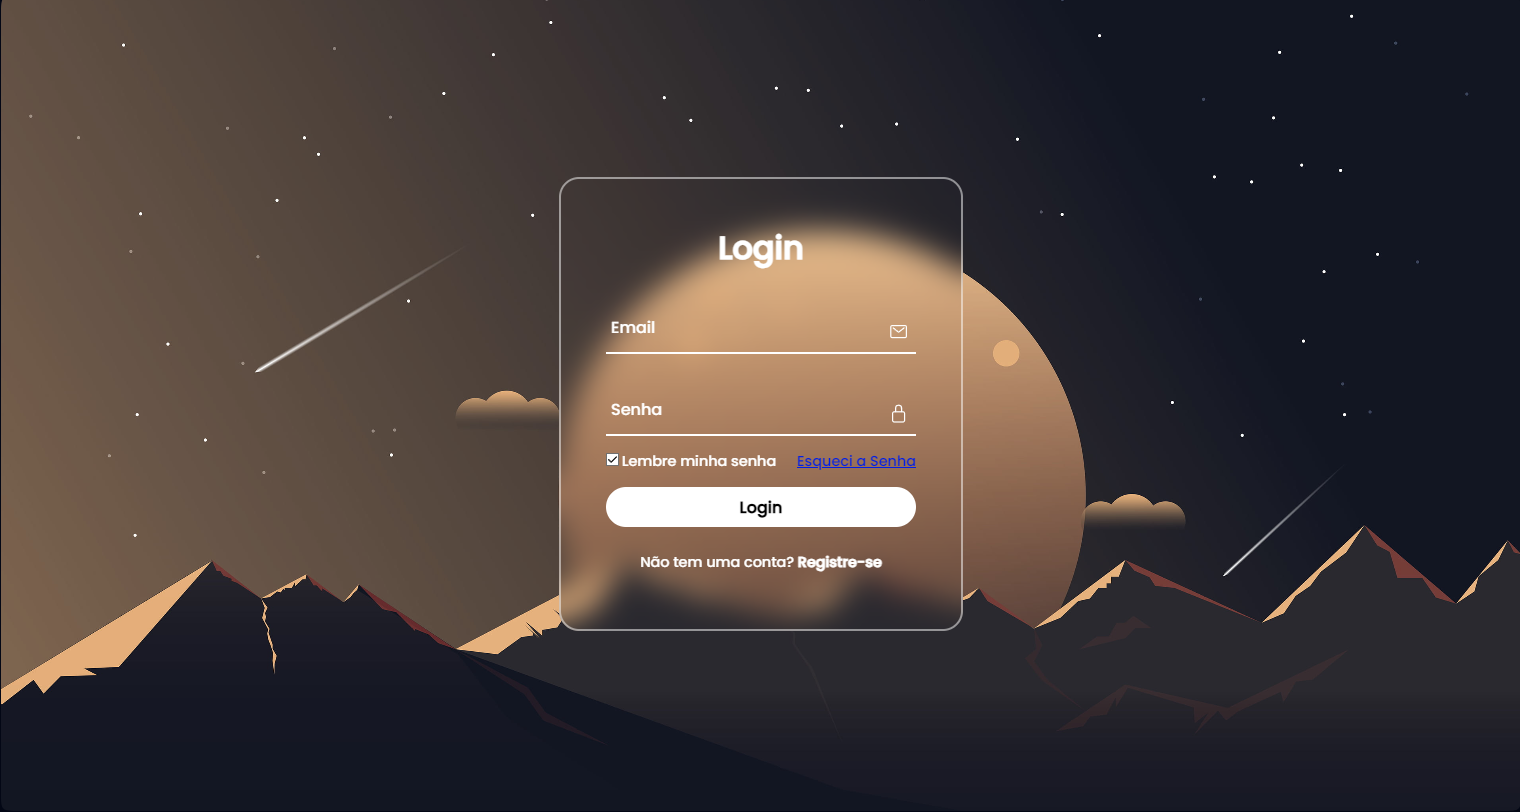 Login
Email
Senha
Lembre minha senha Esqueci a Senha
Login
Não tem uma conta? Registre-se